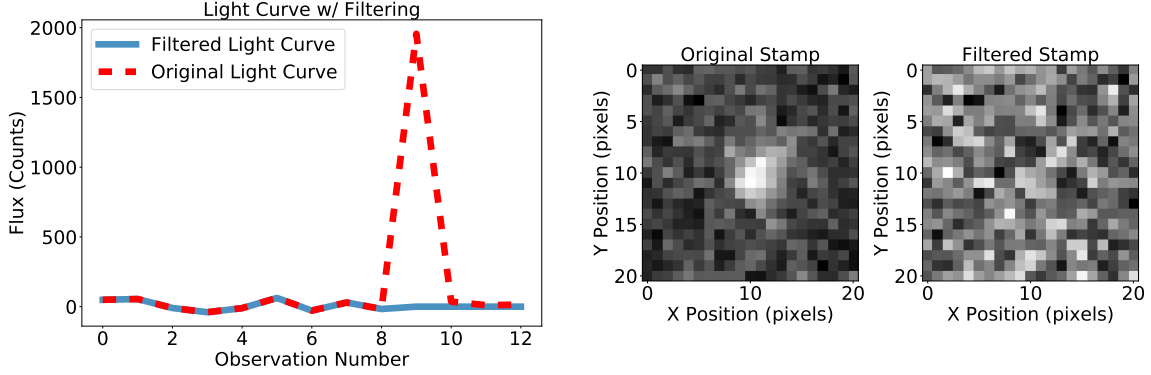 Light Curve w/ Filtering
Filtered Light Curve
Original Light Curve
Flux (Counts)
2000
1500
1000
500
0
0 2 4 6 8 10 12
Observation Number
Original Stamp
Y Position (pixels)
0
5
10
15
20
0 20
X Position (pixels)
Filtered Stamp
Y Position (pixels)
0
5
10
15
20
0 10 20
X Position (pixels)